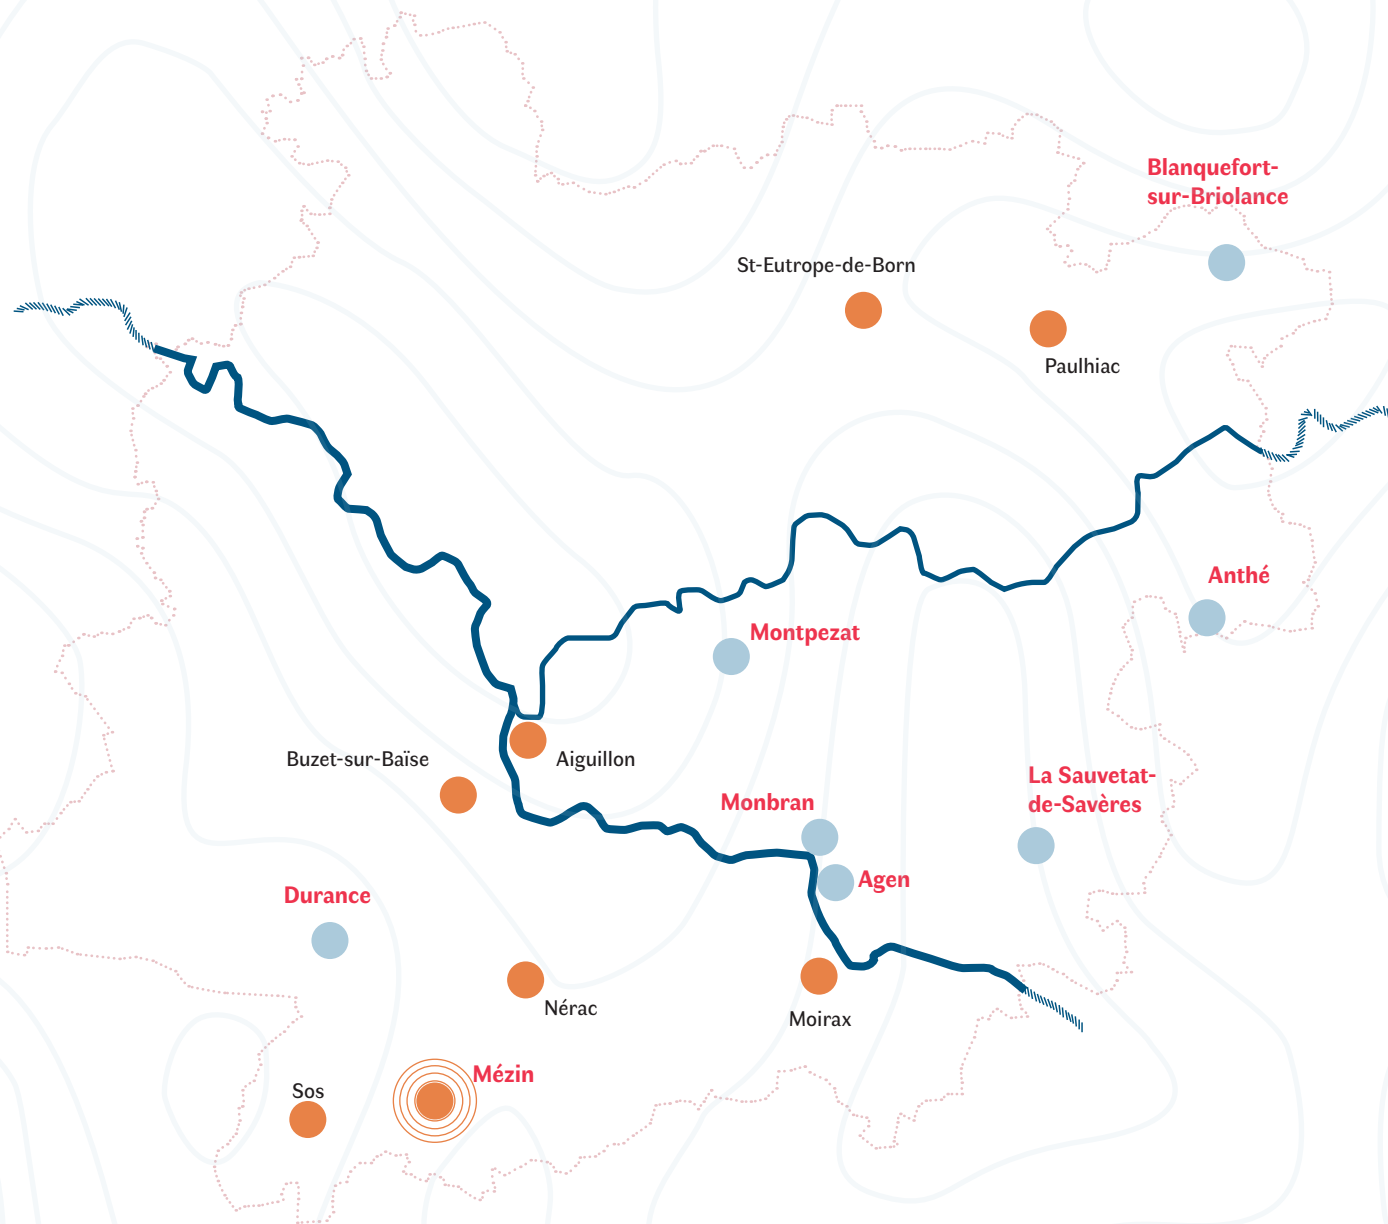 Blanquefort-
sur-Briolance
St-Eutrope-de-Born
Paulhiac
Anthé
Montpezat
Buzet-sur-Baïse
Aiguillon
La Sauvetat-
de-Savères
Monbran
Agen
Durance
Nérac
Moirax
Mézin
Sos